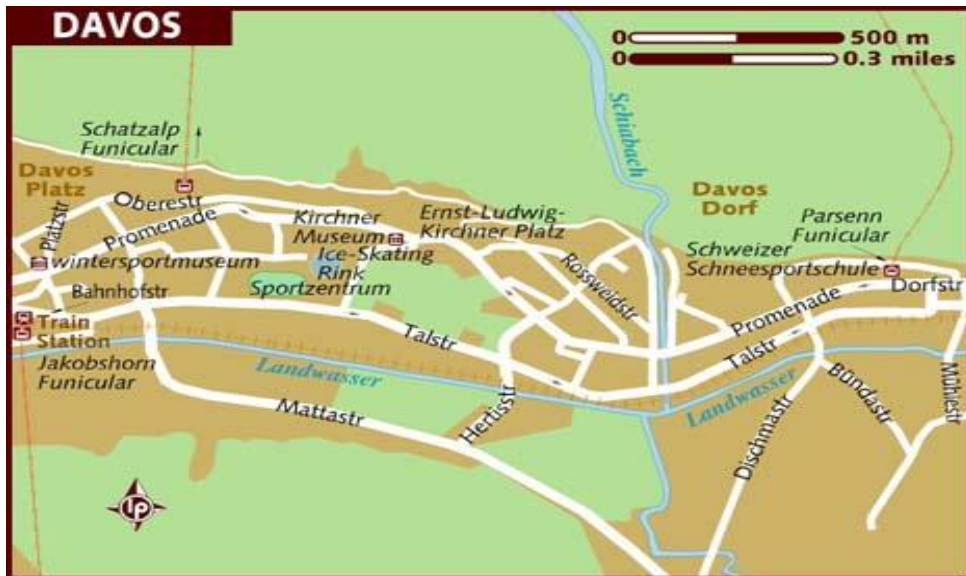 DAVOS
0 500 m
0 0.3 miles
Schiabach
Schatzalp
Funicular
Davos
Platz
Oberestr
Promenade
Platzstr
Kirchner
Museum
Ernst-Ludwig-
Kirchner Platz
Davos
Dorf
Parsenn
Funicular
Schweizer
Schneesportschule
wintersportmuseum
Ice-Skating
Rink
Sportzentrum
Rossweidstr
Bahnhofstr
Promenade
Dorfstr
Train
Station
Talstr
Talstr
Jakobshorn
Funicular
Landwasser
Landwasser
Mattastr
Hertisstr
Dischmastr
Bündastr
Mühlestr
LP